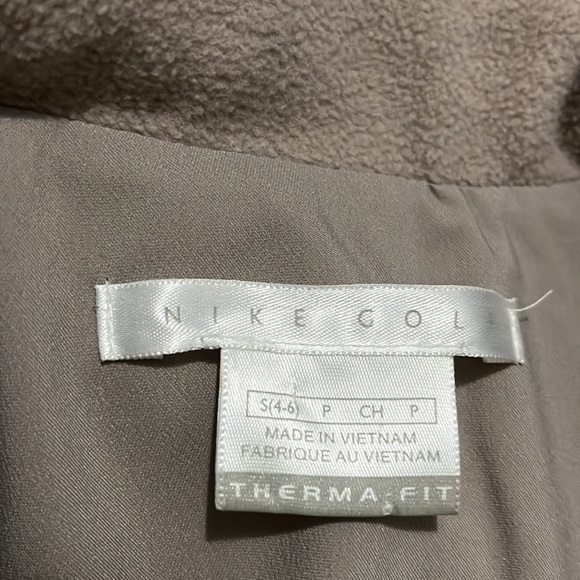 NIKE GOL
S(4-6) P CH P
MADE IN VIETNAM
FABRIQUE AU VIETNAM
THERMA-FIT